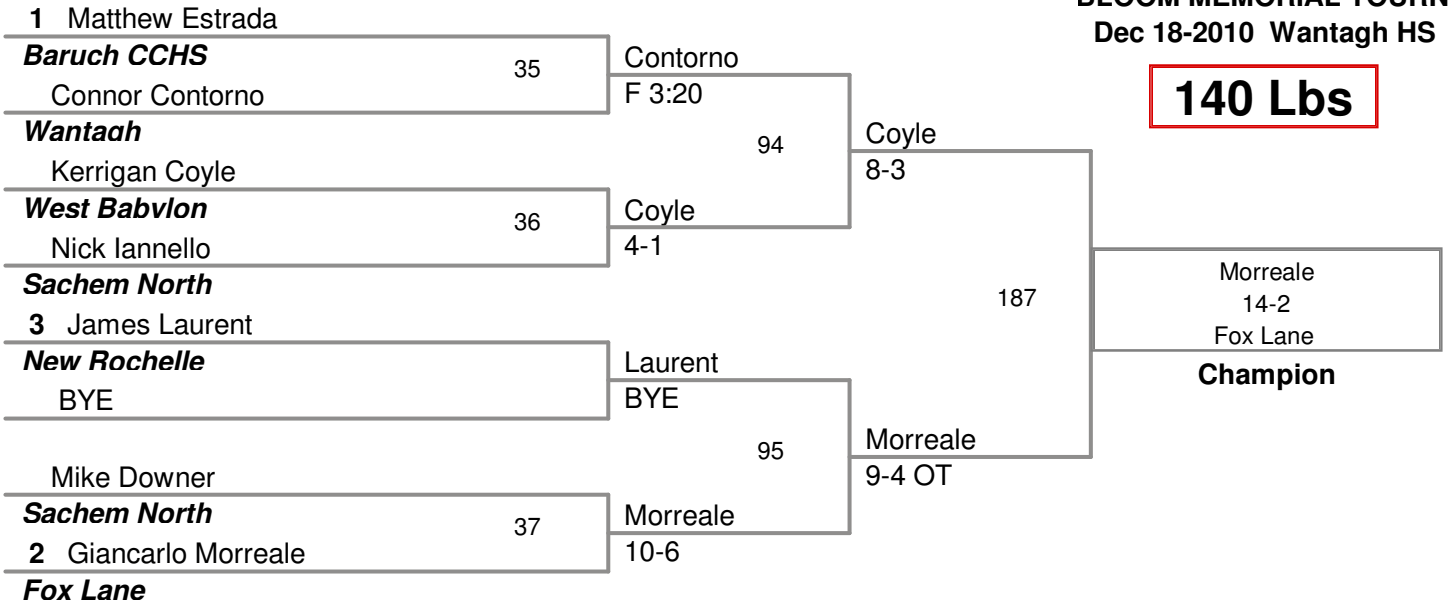 BLOOM MEMORIAL TOURN
Dec 18-2010 Wantagh HS
140 Lbs
1 Matthew Estrada
Baruch CCHS
35
Connor Contorno
Wantagh
Contorno
F 3:20
94
Kerrigan Coyle
West Babylon
36
Nick Iannello
Sachem North
Coyle
4-1
Coyle
8-3
187
3 James Laurent
New Rochelle
BYE
Laurent
BYE
95
Mike Downer
Sachem North
37
2 Giancarlo Morreale
Fox Lane
Morreale
10-6
Morreale
9-4 OT
Morreale
14-2
Fox Lane
Champion